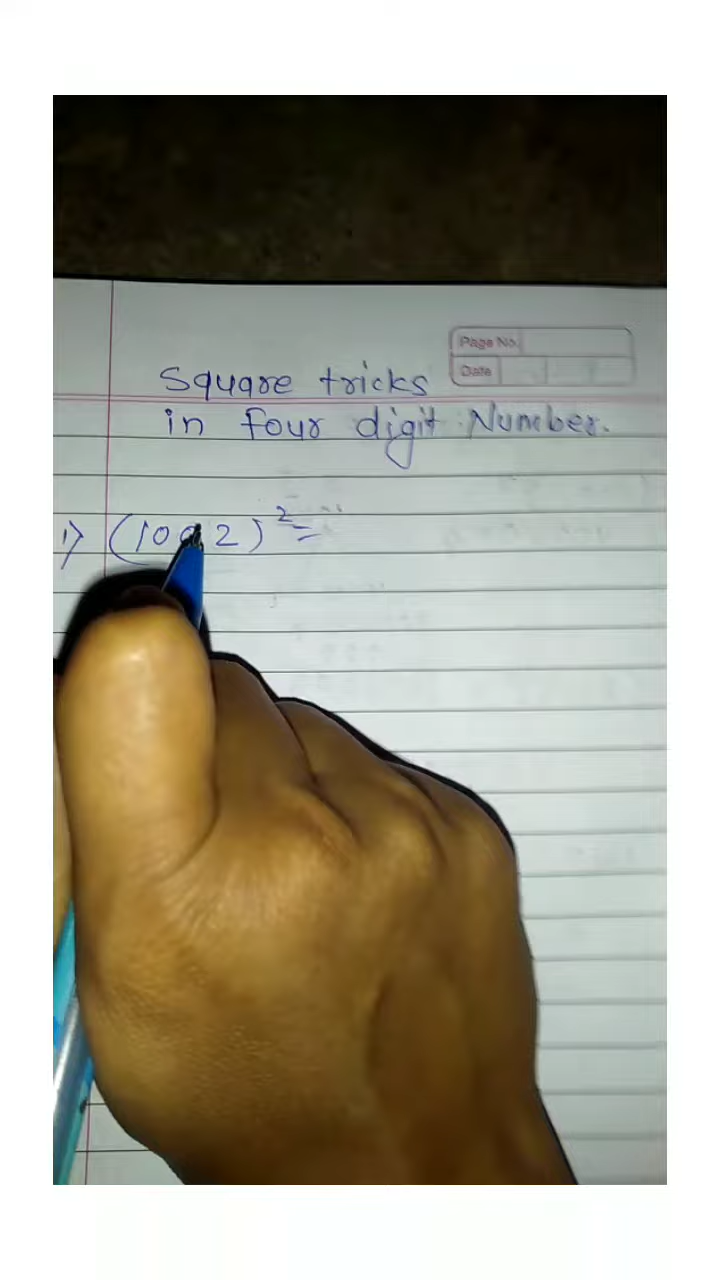 Page No.
Date
Square tricks
in four digit Number.
1) (1002)²=